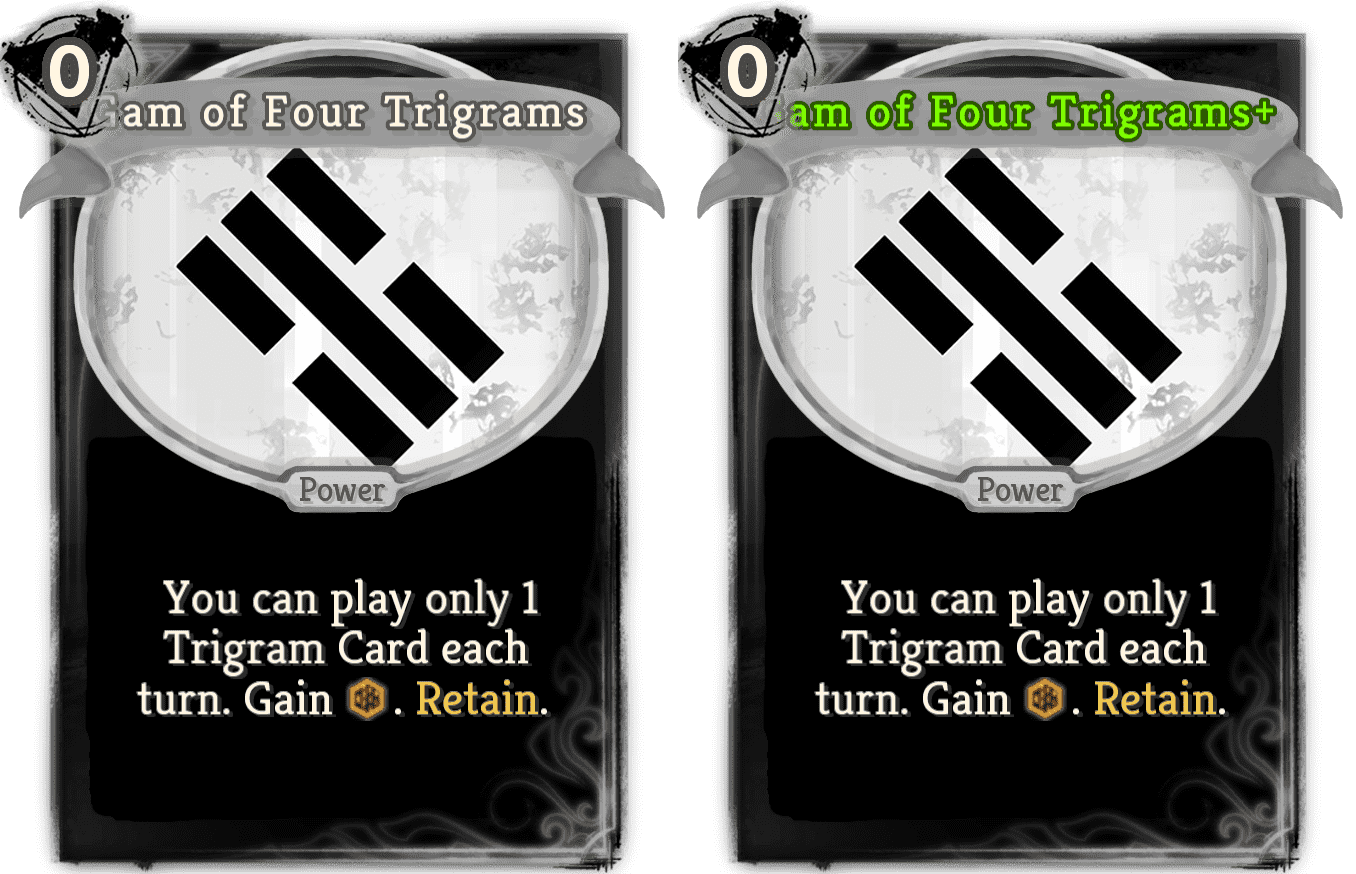 0
Gam of Four Trigrams
Power
You can play only 1
Trigram Card each
turn. Gain . Retain.
0
am of Four Trigrams+
Power
You can play only 1
Trigram Card each
turn. Gain . Retain.